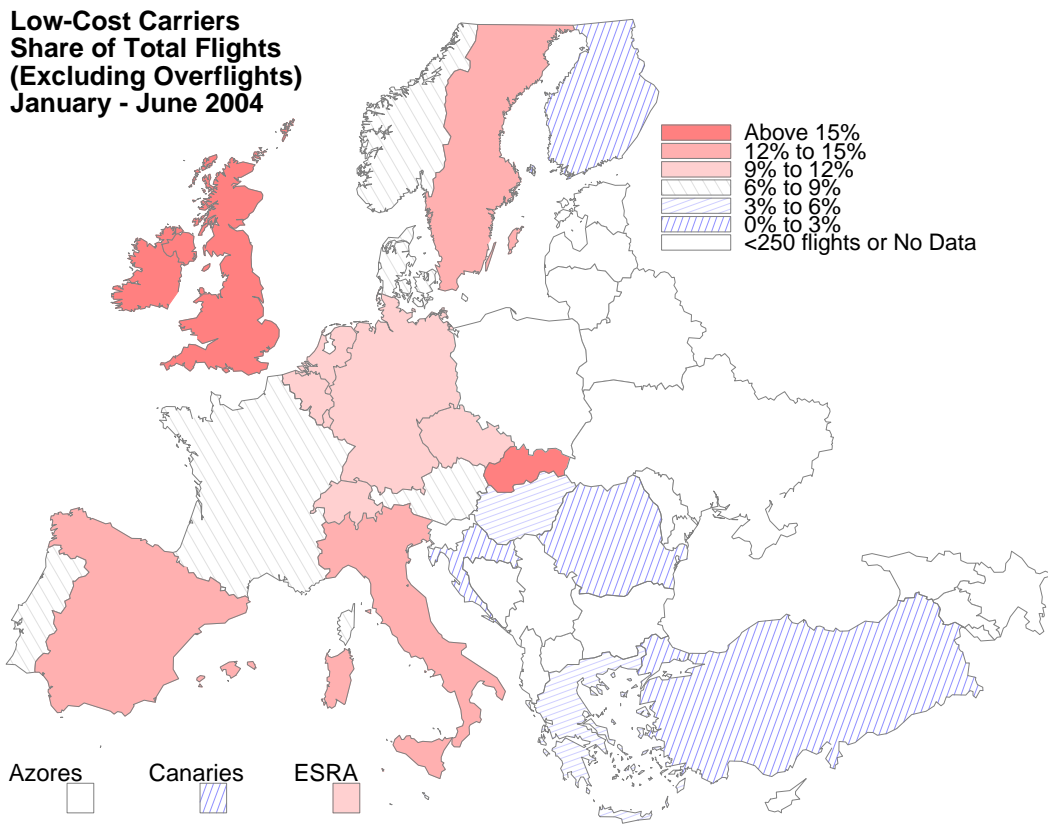 Low-Cost Carriers
Share of Total Flights
(Excluding Overflights)
January - June 2004
Above 15%
12% to 15%
9% to 12%
6% to 9%
3% to 6%
0% to 3%
<250 flights or No Data
Azores
Canaries
ESRA